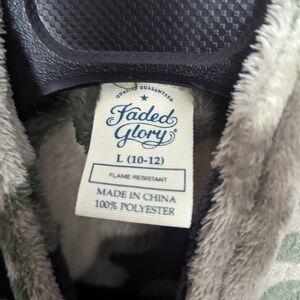 QUALITY GUARANTEED
Faded
Glory®
L (10-12)
FLAME RESISTANT
MADE IN CHINA
100% POLYESTER